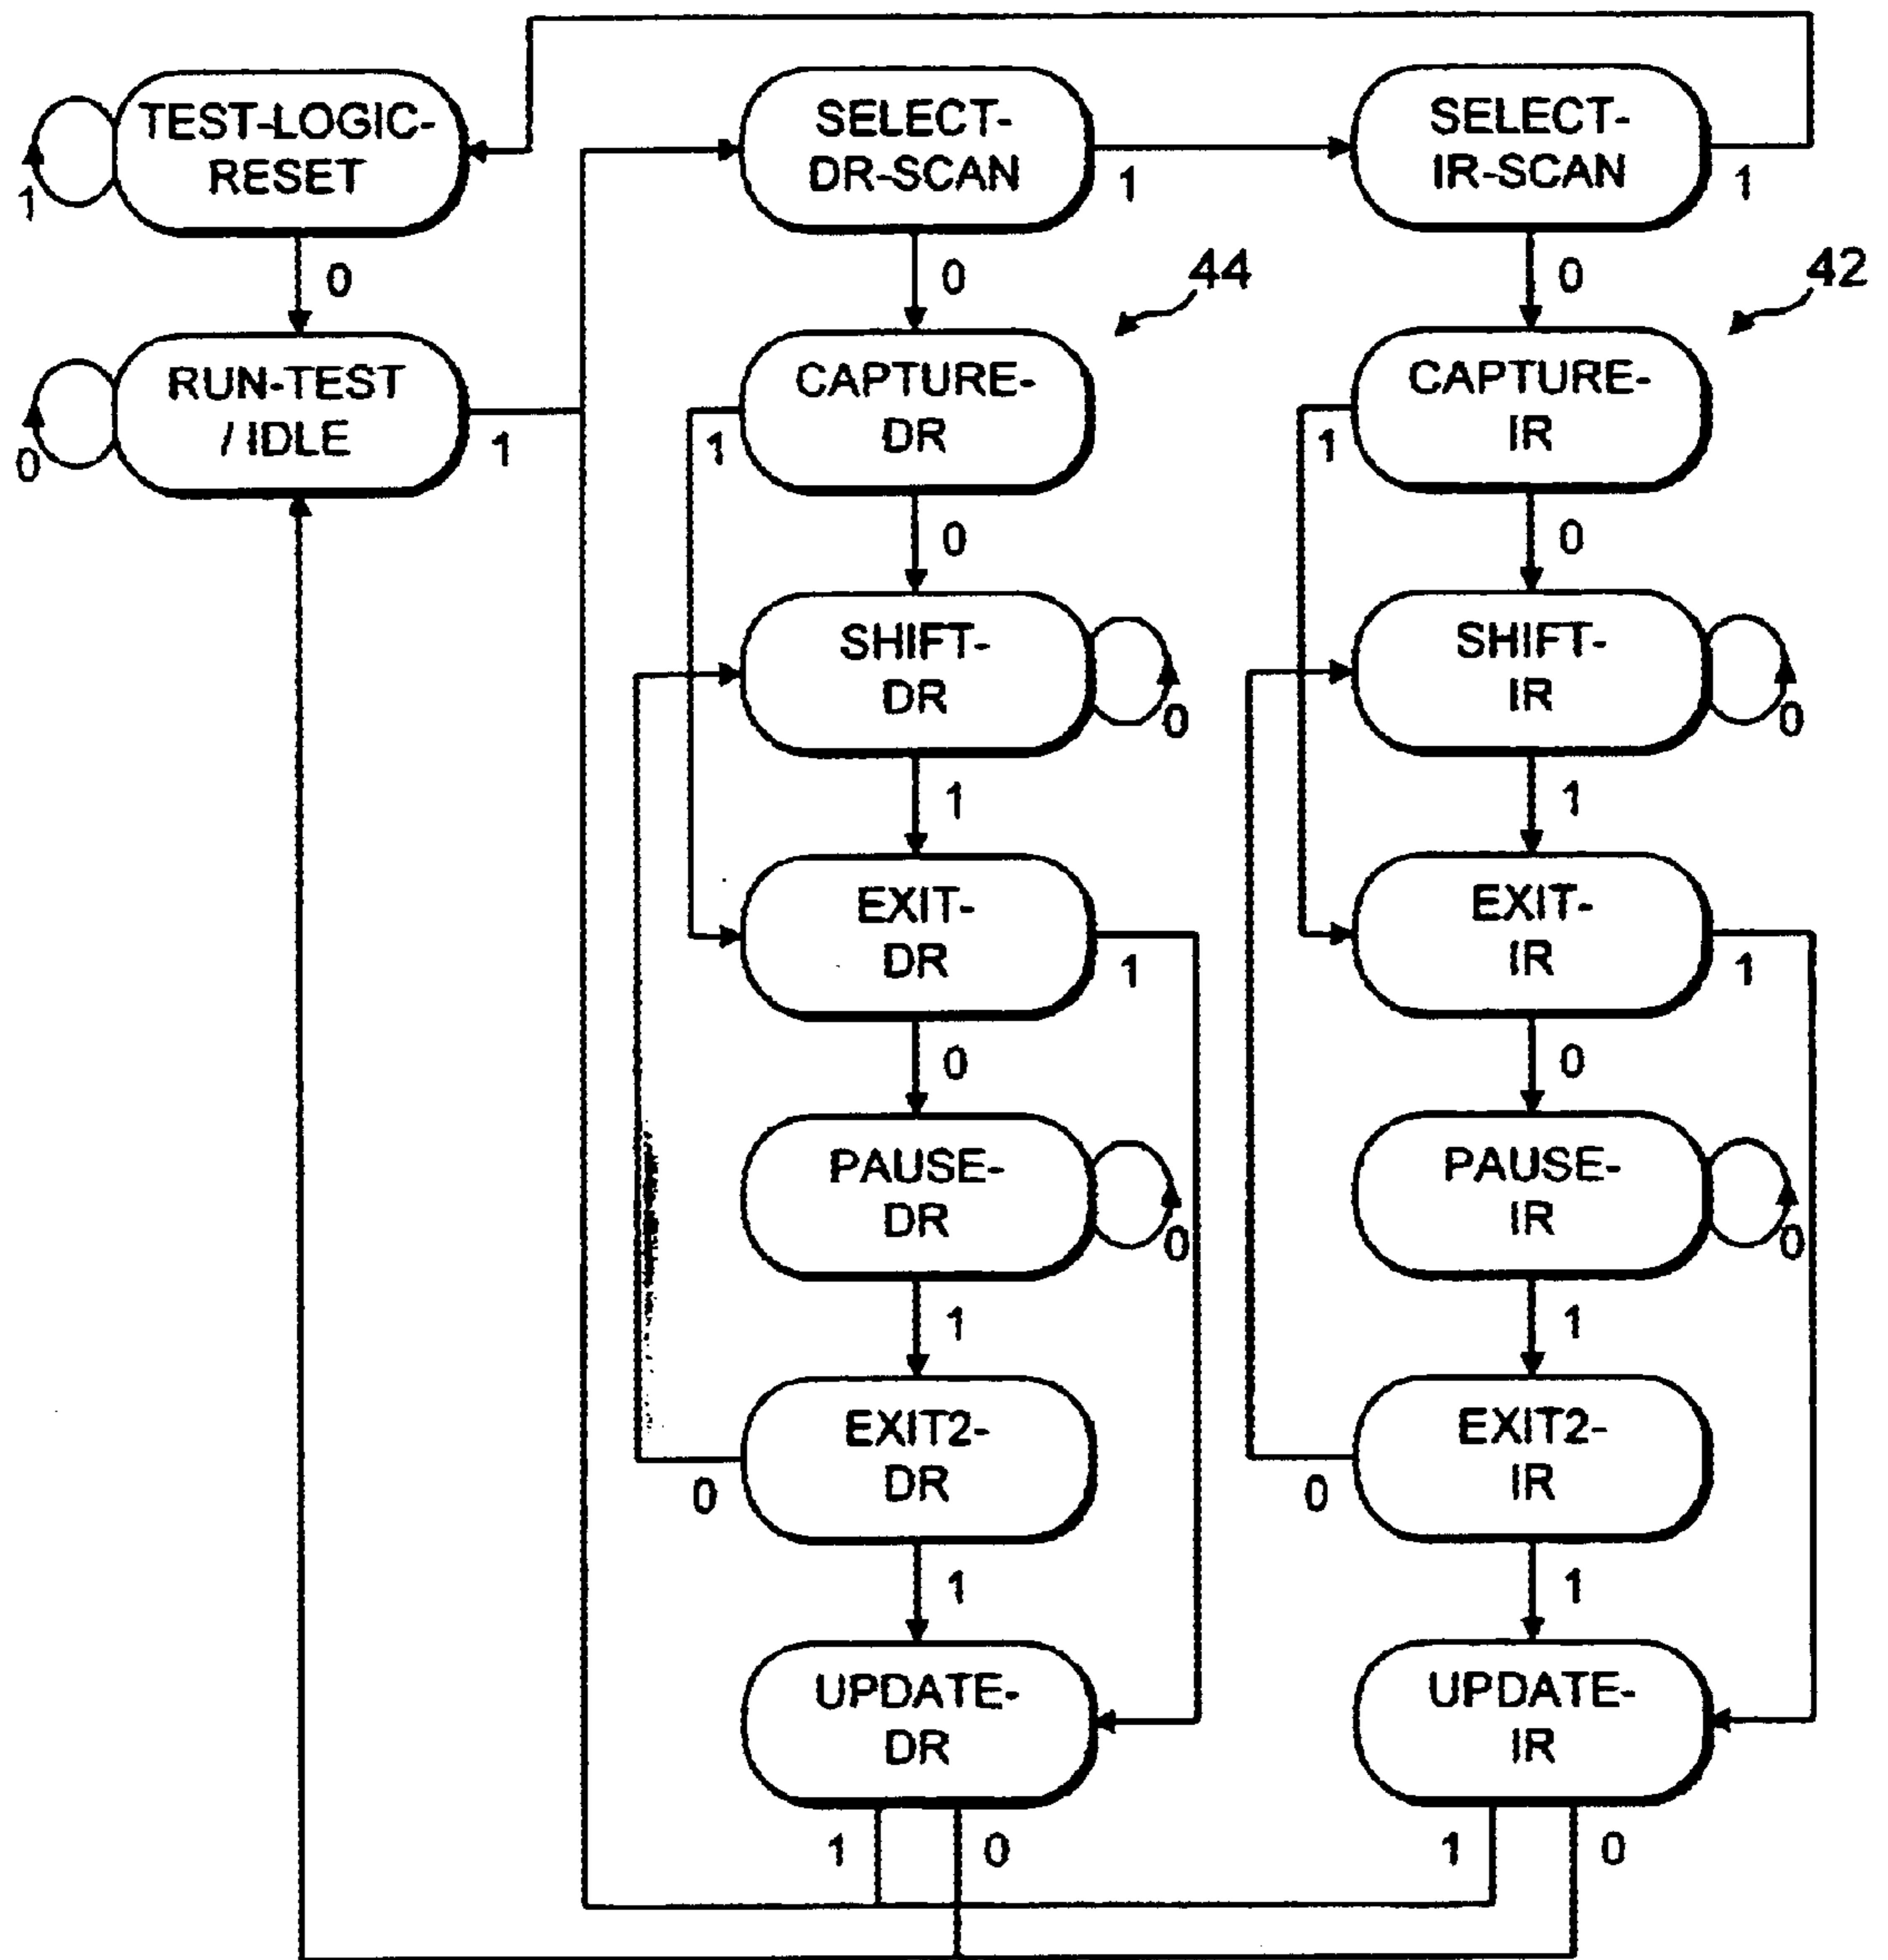 TEST-LOGIC-
RESET
1
0
SELECT-
DR-SCAN
1
0
SELECT-
IR-SCAN
1
0
44
42
RUN-TEST
/ IDLE
0
1
CAPTURE-
DR
1
0
CAPTURE-
IR
1
0
SHIFT-
DR
0
1
SHIFT-
IR
0
1
EXIT-
DR
1
0
EXIT-
IR
1
0
PAUSE-
DR
0
1
PAUSE-
IR
0
1
EXIT2-
DR
0
1
EXIT2-
IR
0
1
UPDATE-
DR
1
0
UPDATE-
IR
1
0